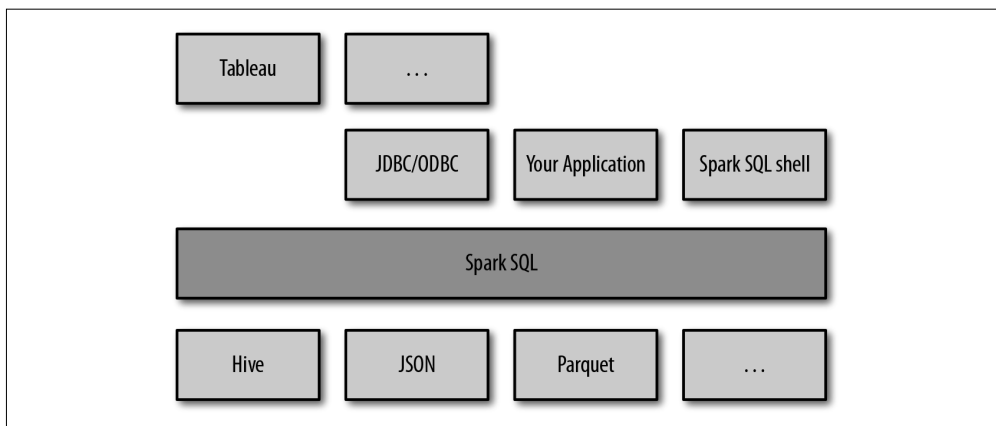 Tableau
. . .
JDBC/ODBC
Your Application
Spark SQL shell
Spark SQL
Hive
JSON
Parquet
. . .